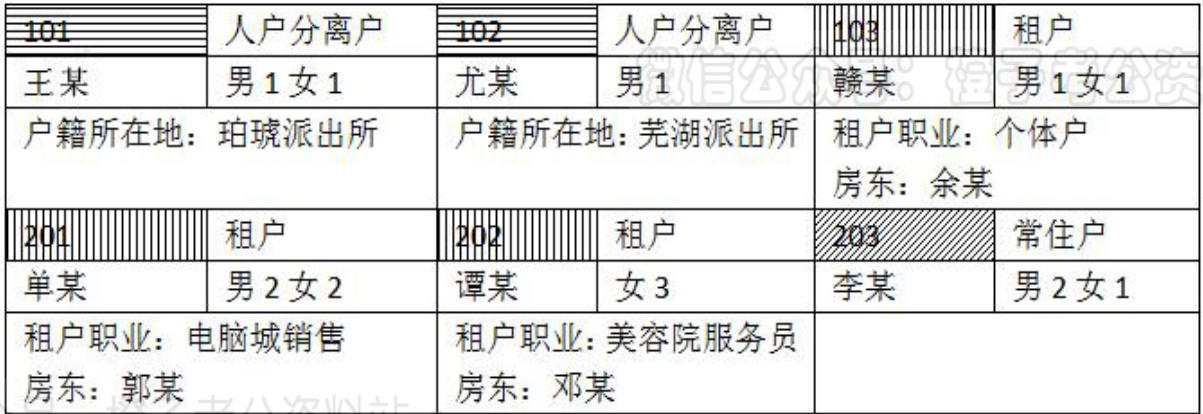 101 人户分离户 102 人户分离户 103 租户
王某 男1女1 尤某 男1 赣某 男1女1
户籍所在地：珀琥派出所 户籍所在地：芜湖派出所 租户职业：个体户
房东：余某
201 租户 202 租户 203 常住户
单某 男2女2 谭某 女3 李某 男2女1
租户职业：电脑城销售 租户职业：美容院服务员
房东：郭某 房东：邓某
微信公众号：橙子考公资